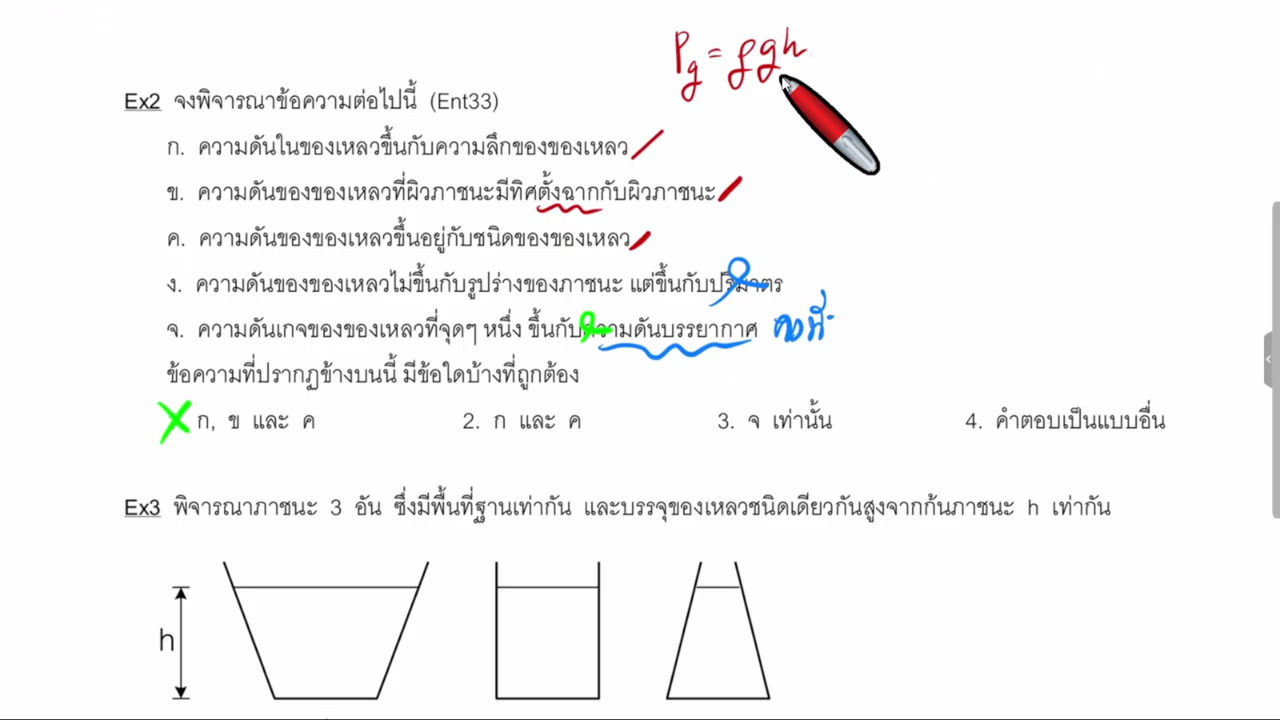 P_g = ρgh
Ex2 จงพิจารณาข้อความต่อไปนี้ (Ent33)
ก. ความดันในของเหลวขึ้นกับความลึกของของเหลว
ข. ความดันของของเหลวที่ผิวภาชนะมีทิศตั้งฉากกับผิวภาชนะ
ค. ความดันของของเหลวขึ้นอยู่กับชนิดของของเหลว
ง. ความดันของของเหลวไม่ขึ้นกับรูปร่างของภาชนะ แต่ขึ้นกับปริมาตร
จ. ความดันเกจของของเหลวที่จุดๆ หนึ่ง ขึ้นกับความดันบรรยากาศ คงที่
ข้อความที่ปรากฏข้างบนนี้ มีข้อใดบ้างที่ถูกต้อง
ก, ข และ ค 2. ก และ ค 3. จ เท่านั้น 4. คำตอบเป็นแบบอื่น
Ex3 พิจารณาภาชนะ 3 อัน ซึ่งมีพื้นที่ฐานเท่ากัน และบรรจุของเหลวชนิดเดียวกันสูงจากก้นภาชนะ h เท่ากัน
h